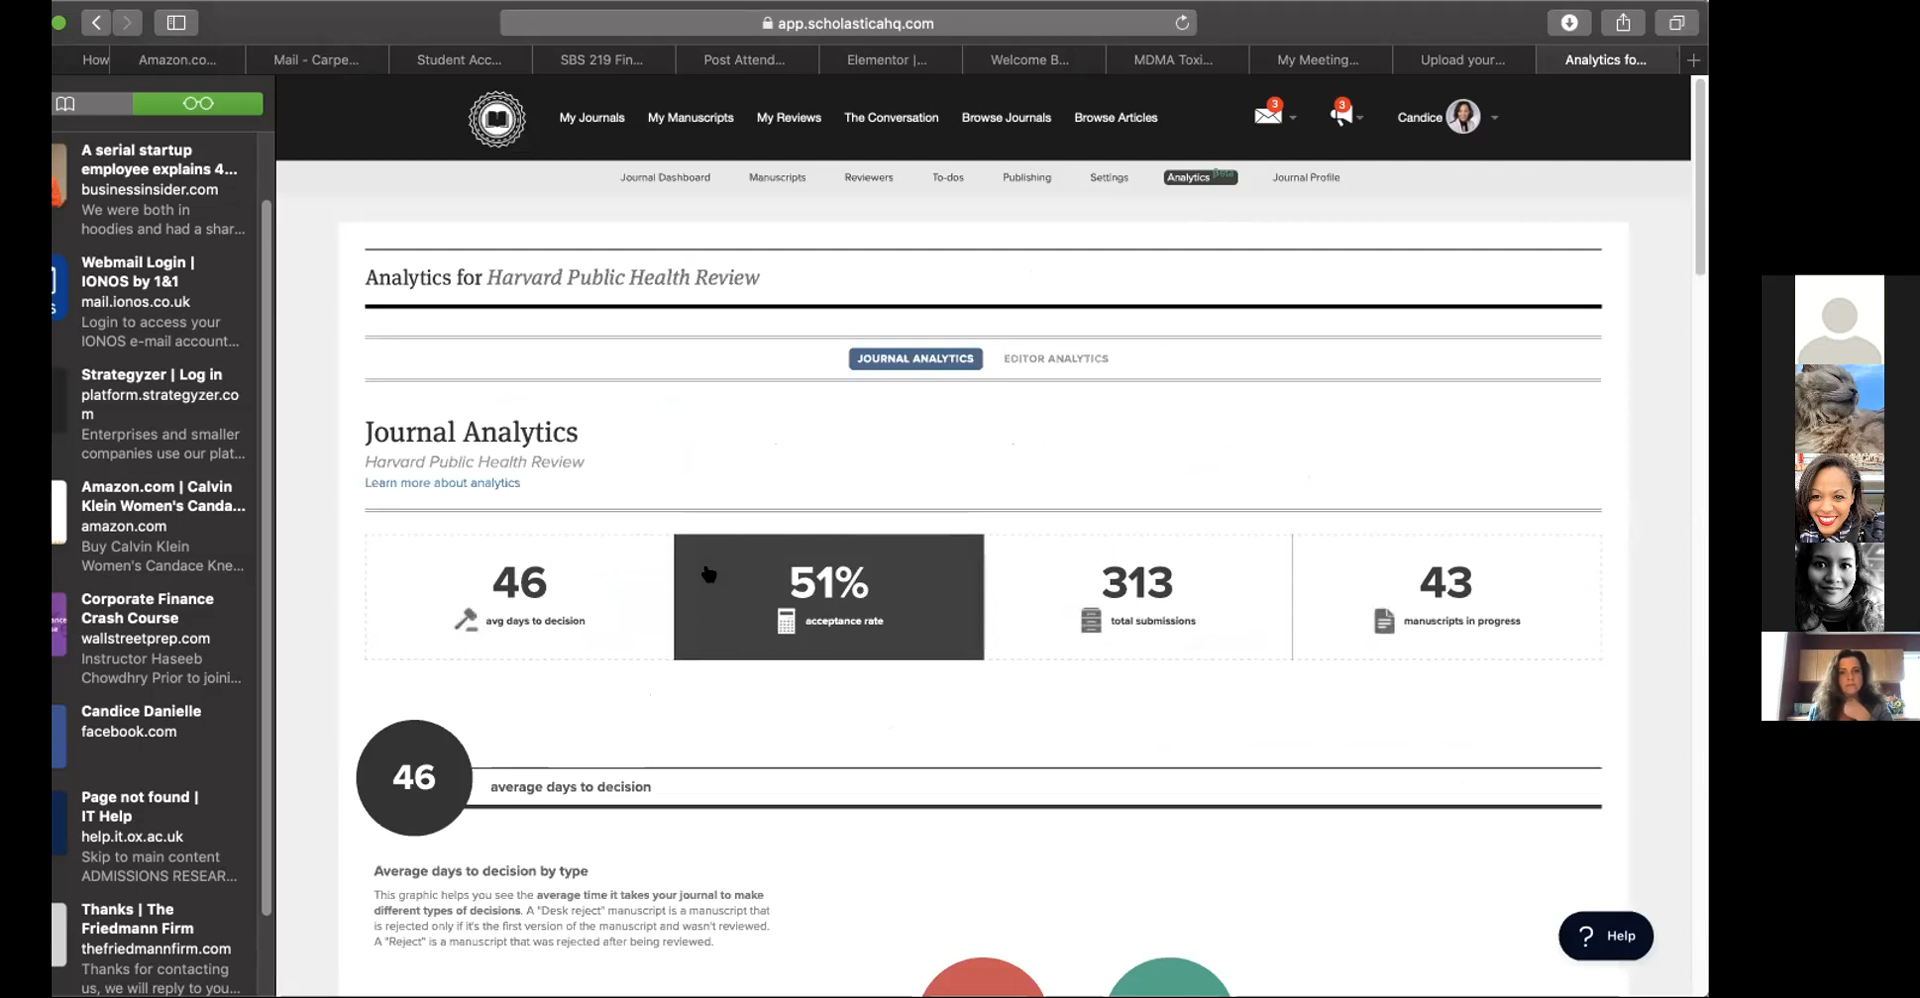 app.scholasticahq.com
How
Amazon.co...
Mail - Carpe...
Student Acc...
SBS 219 Fin...
Post Attend...
Elementor |...
Welcome B...
MDMA Toxi...
My Meeting...
Upload your...
Analytics fo...
My Journals
My Manuscripts
My Reviews
The Conversation
Browse Journals
Browse Articles
3
3
Candice
Journal Dashboard
Manuscripts
Reviewers
To-dos
Publishing
Settings
Analytics Beta
Journal Profile
A serial startup
employee explains 4...
businessinsider.com
We were both in
hoodies and had a shar...
Webmail Login |
IONOS by 1&1
mail.ionos.co.uk
Login to access your
IONOS e-mail account...
Strategyzer | Log in
platform.strategyzer.co
m
Enterprises and smaller
companies use our plat...
Amazon.com | Calvin
Klein Women's Canda...
amazon.com
Buy Calvin Klein
Women's Candace Kne...
Corporate Finance
Crash Course
wallstreetprep.com
Instructor Haseeb
Chowdhry Prior to joini...
Candice Danielle
facebook.com
Page not found |
IT Help
help.it.ox.ac.uk
Skip to main content
ADMISSIONS RESEAR...
Thanks | The
Friedmann Firm
thefriedmannfirm.com
Thanks for contacting
us, we will reply to you...
Analytics for Harvard Public Health Review
JOURNAL ANALYTICS
EDITOR ANALYTICS
Journal Analytics
Harvard Public Health Review
Learn more about analytics
46
avg days to decision
51%
acceptance rate
313
total submissions
43
manuscripts in progress
46
average days to decision
Average days to decision by type
This graphic helps you see the average time it takes your journal to make
different types of decisions. A "Desk reject" manuscript is a manuscript that
is rejected only if it's the first version of the manuscript and wasn't reviewed.
A "Reject" is a manuscript that was rejected after being reviewed.
? Help